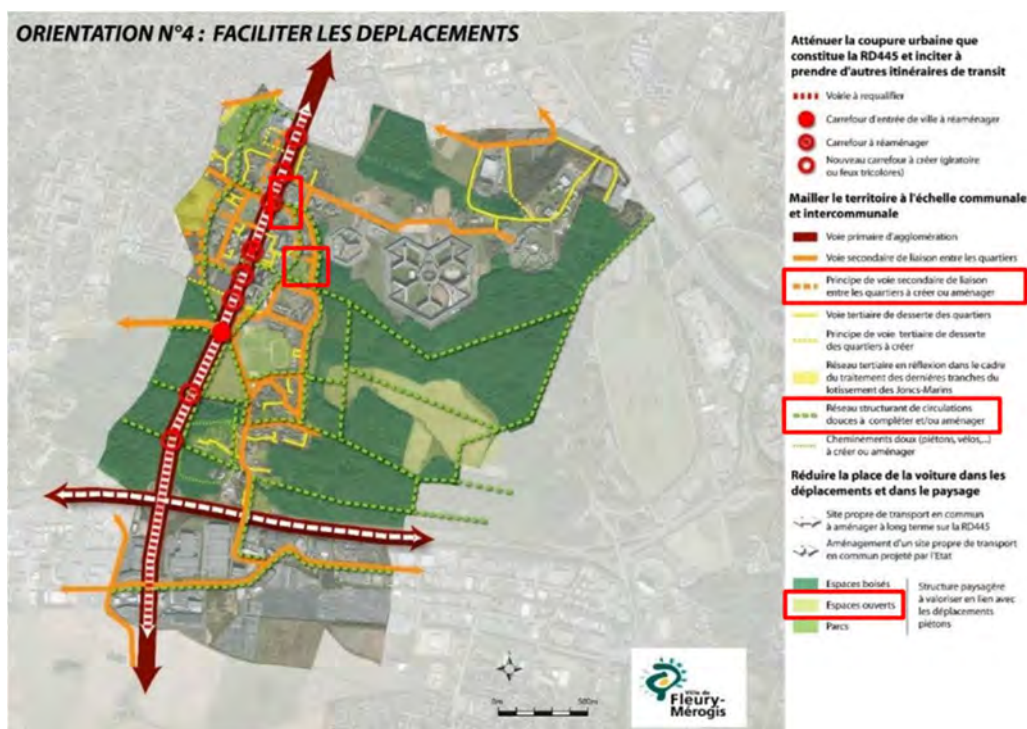 ORIENTATION N°4 : FACILITER LES DEPLACEMENTS
Atténuer la coupure urbaine que
constitue la RD445 et inciter à
prendre d'autres itinéraires de transit
Voirie à requalifier
Carrefour d'entrée de ville à réaménager
Carrefour à réaménager
Nouveau carrefour à créer (giratoire
ou feux tricolores)
Mailler le territoire à l'échelle communale
et intercommunale
Voie primaire d'agglomération
Voie secondaire de liaison entre les quartiers
Principe de voie secondaire de liaison
entre les quartiers à créer ou aménager
Voie tertiaire de desserte des quartiers
Principe de voie tertiaire de desserte
des quartiers à créer
Réseau tertiaire en réflexion dans le cadre
du traitement des dernières tranches du
lotissement des Joncs-Marins
Réseau structurant de circulations
douces à compléter et/ou aménager
Cheminements doux (piétons, vélos,...)
à créer ou aménager
Réduire la place de la voiture dans les
déplacements et dans le paysage
Site propre de transport en commun
à aménager à long terme sur la RD445
Aménagement d'un site propre de transport
en commun projeté par l'Etat
Espaces boisés
Espaces ouverts
Parcs
Structure paysagère
à valoriser en lien avec
les déplacements
piétons
0m 500m
Ville de
Fleury-
Mérogis